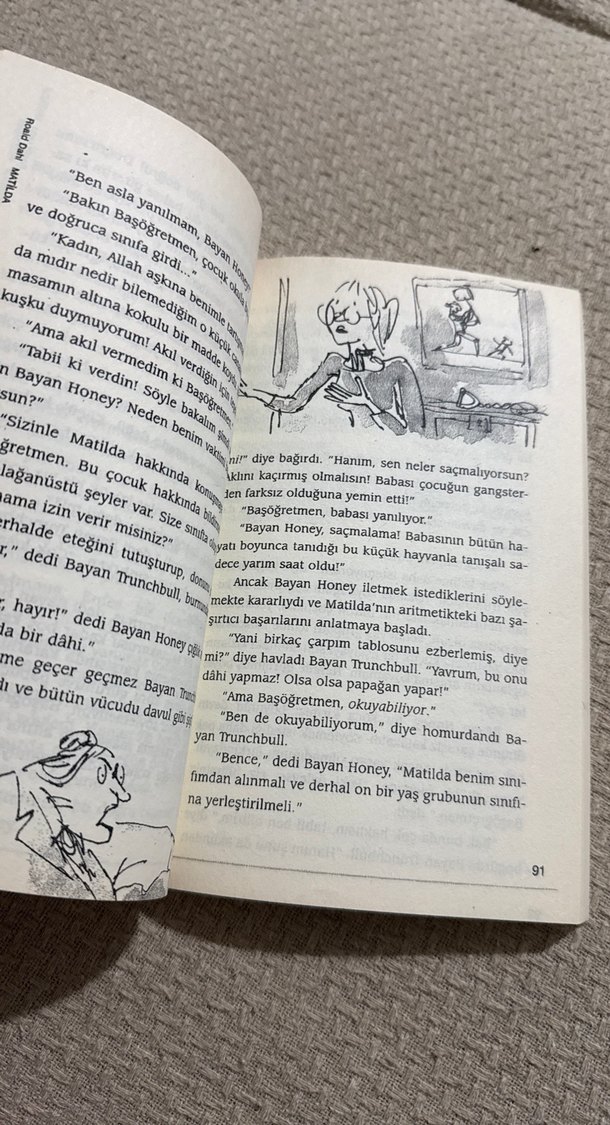 Roald Dahl MATILDA
"Ben asla yanılmam, Bayan Honey
"Bakın Başöğretmen, çocuk okula
ve doğruca sınıfa girdi..."
"Kadın, Allah aşkına benimle
da mıdır nedir bilemediğim o küçük
masamın altına kokulu bir madde koydu
kuşku duymuyorum! Akıl verdiğin için
"Ama akıl vermedim ki Başöğretmen
"Tabii ki verdin! Söyle bakalım
n Bayan Honey? Neden benim
sun?"
"Sizinle Matilda hakkında
ğretmen. Bu çocuk hakkında
lağanüstü şeyler var. Size sınıfta
ama izin verir misiniz?"
erhalde eteğini tutuşturup,
r," dedi Bayan Trunchbull,
r, hayır!" dedi Bayan Honey
da bir dâhi."
me geçer geçmez Bayan
dı ve bütün vücudu davul gibi
ni!" diye bağırdı. "Hanım, sen neler saçmalıyorsun?
Aklını kaçırmış olmalısın! Babası çocuğun gangster-
den farksız olduğuna yemin etti!"
"Başöğretmen, babası yanılıyor."
"Bayan Honey, saçmalama! Babasının bütün ha-
yatı boyunca tanıdığı bu küçük hayvanla tanışalı sa-
dece yarım saat oldu!"
Ancak Bayan Honey iletmek istediklerini söyle-
mekte kararlıydı ve Matilda'nın aritmetikteki bazı şa-
şırtıcı başarılarını anlatmaya başladı.
"Yani birkaç çarpım tablosunu ezberlemiş, diye
mi?" diye havladı Bayan Trunchbull. "Yavrum, bu onu
dâhi yapmaz! Olsa olsa papağan yapar!"
"Ama Başöğretmen, okuyabiliyor."
"Ben de okuyabiliyorum," diye homurdandı Ba-
yan Trunchbull.
"Bence," dedi Bayan Honey, "Matilda benim sını-
fımdan alınmalı ve derhal on bir yaş grubunun sınıfı-
na yerleştirilmeli."
91